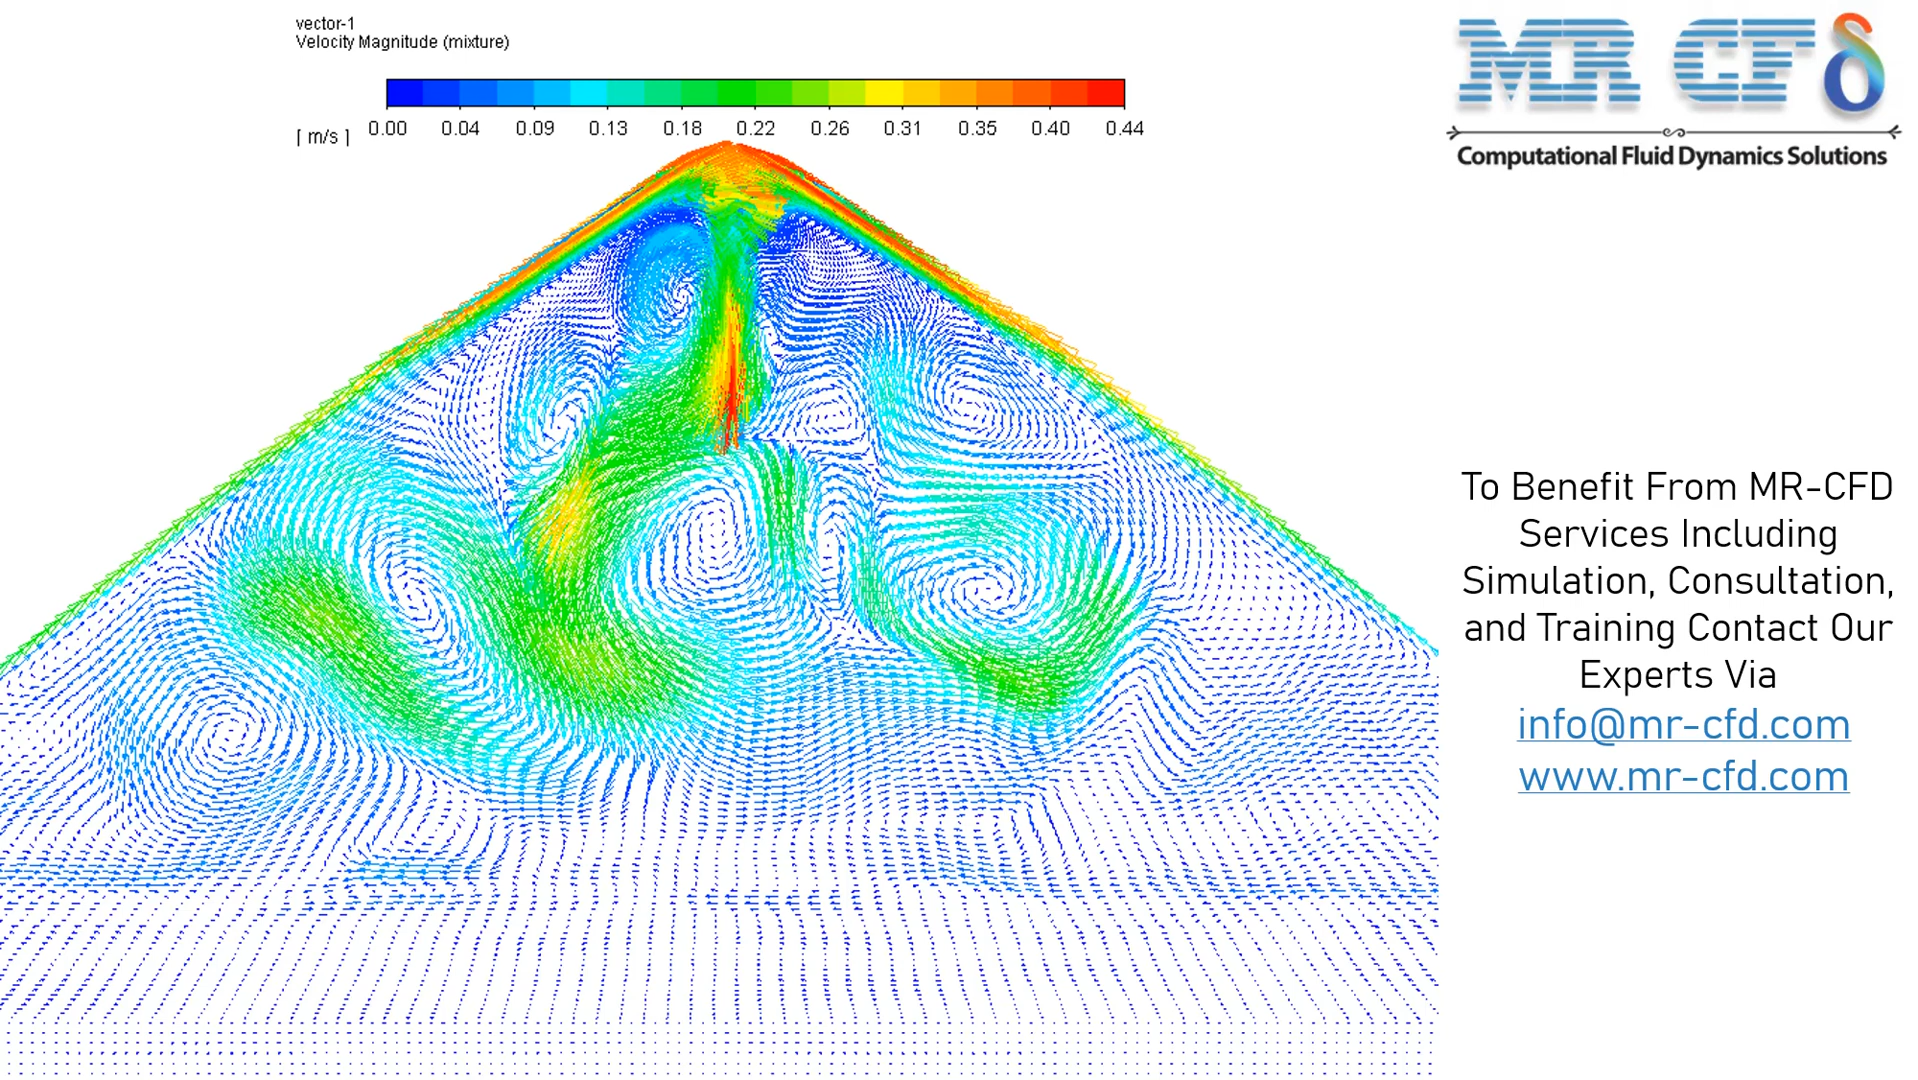 vector-1
Velocity Magnitude (mixture)
[ m/s ]
0.00 0.04 0.09 0.13 0.18 0.22 0.26 0.31 0.35 0.40 0.44
MR CFδ
Computational Fluid Dynamics Solutions
To Benefit From MR-CFD
Services Including
Simulation, Consultation,
and Training Contact Our
Experts Via
info@mr-cfd.com
www.mr-cfd.com